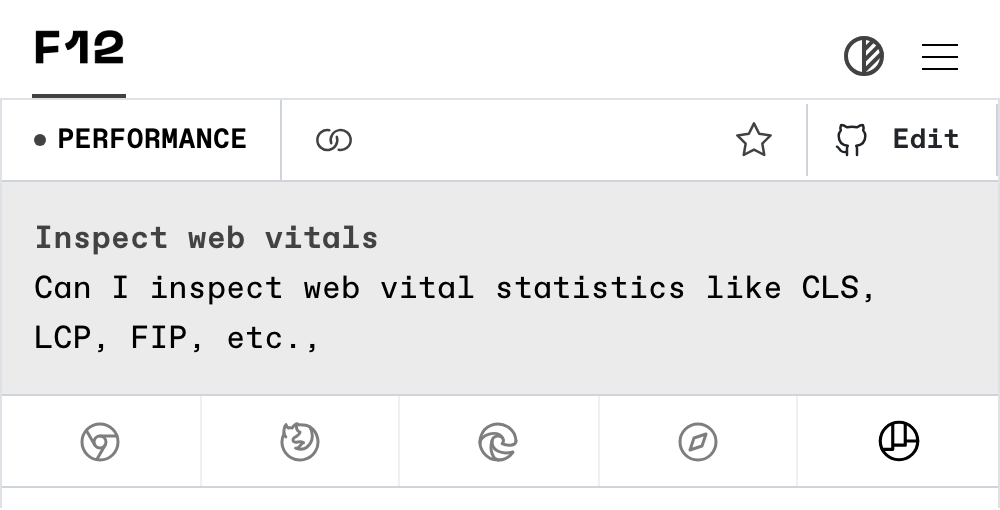 F12
PERFORMANCE
Edit
Inspect web vitals
Can I inspect web vital statistics like CLS,
LCP, FIP, etc.,